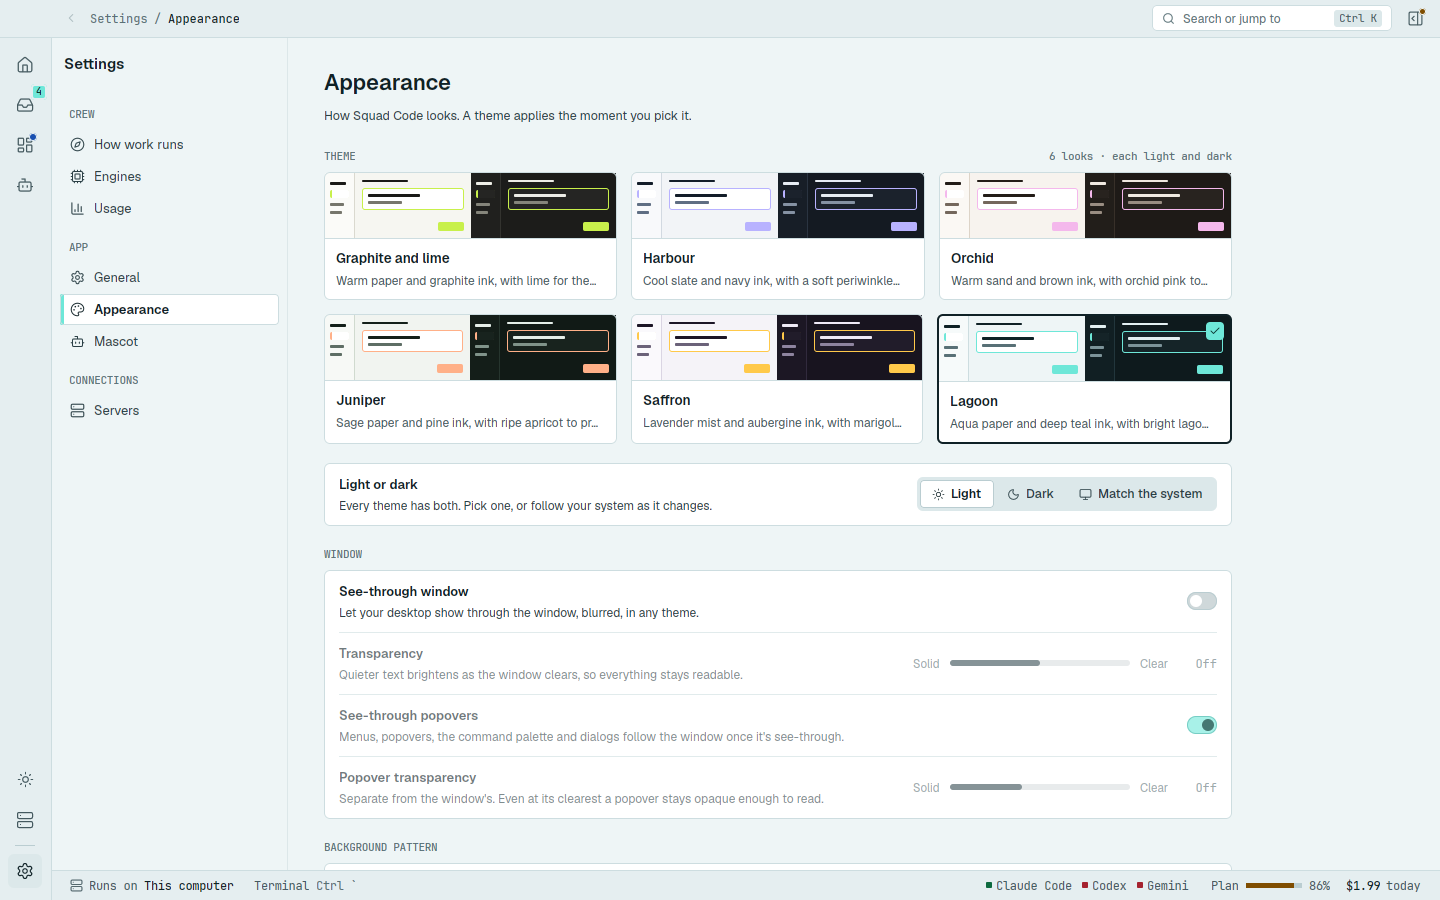 Settings / Appearance
Search or jump to
Ctrl K
Settings
4
CREW
How work runs
Engines
Usage
APP
General
Appearance
Mascot
CONNECTIONS
Servers
Appearance
How Squad Code looks. A theme applies the moment you pick it.
THEME
6 looks · each light and dark
Graphite and lime
Warm paper and graphite ink, with lime for the…
Harbour
Cool slate and navy ink, with a soft periwinkle…
Orchid
Warm sand and brown ink, with orchid pink to…
Juniper
Sage paper and pine ink, with ripe apricot to pr…
Saffron
Lavender mist and aubergine ink, with marigol…
Lagoon
Aqua paper and deep teal ink, with bright lago…
Light or dark
Every theme has both. Pick one, or follow your system as it changes.
Light
Dark
Match the system
WINDOW
See-through window
Let your desktop show through the window, blurred, in any theme.
Transparency
Quieter text brightens as the window clears, so everything stays readable.
Solid
Clear
Off
See-through popovers
Menus, popovers, the command palette and dialogs follow the window once it's see-through.
Popover transparency
Separate from the window's. Even at its clearest a popover stays opaque enough to read.
Solid
Clear
Off
BACKGROUND PATTERN
Runs on This computer
Terminal Ctrl `
Claude Code
Codex
Gemini
Plan
86%
$1.99 today